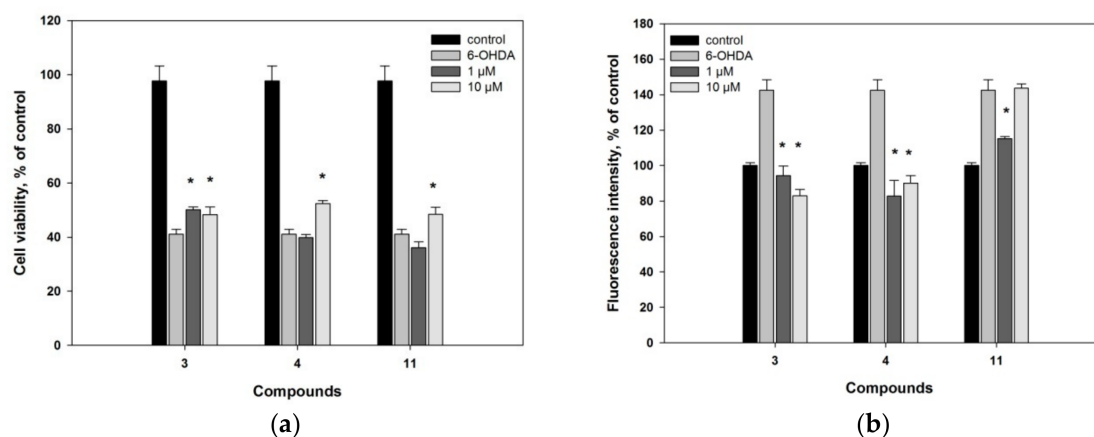 120
100
80
60
40
20
0
Cell viability, % of control
control
6-OHDA
1 µM
10 µM
* *
*
*
3 4 11
Compounds
(a)
180
160
140
120
100
80
60
40
20
0
Fluorescence intensity, % of control
control
6-OHDA
1 µM
10 µM
*
* *
* *
3 4 11
Compounds
(b)